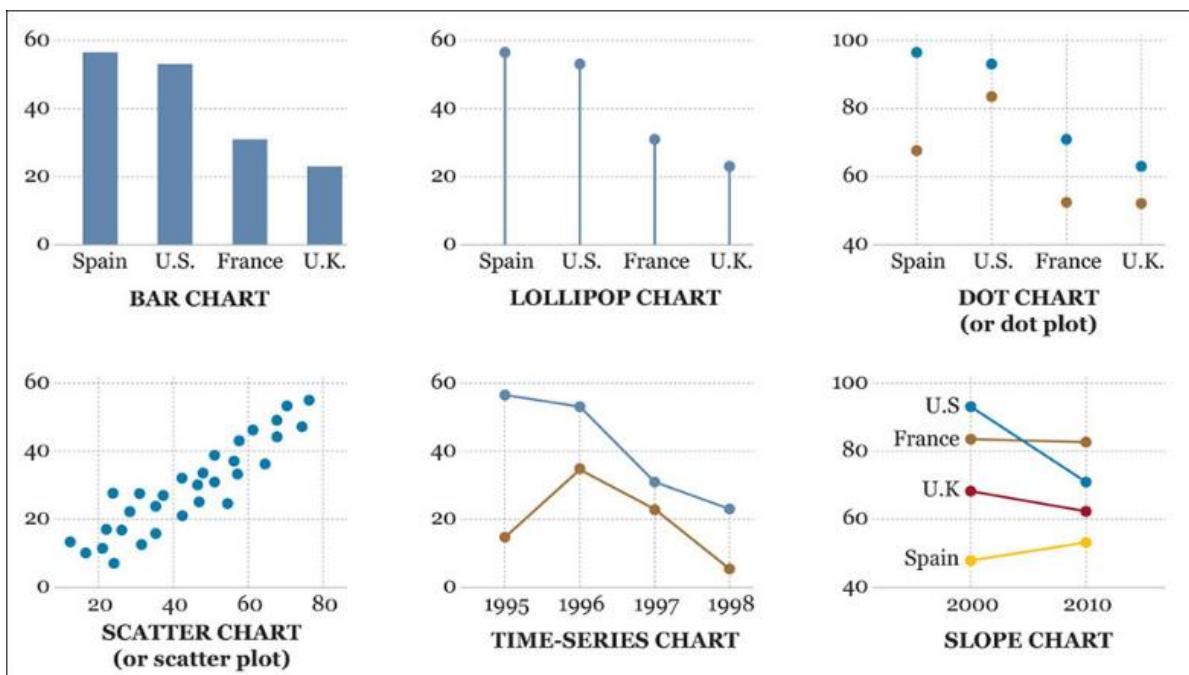 60
40
20
0
Spain U.S. France U.K.
BAR CHART
60
40
20
0
Spain U.S. France U.K.
LOLLIPOP CHART
100
80
60
40
Spain U.S. France U.K.
DOT CHART
(or dot plot)
60
40
20
0
20 40 60 80
SCATTER CHART
(or scatter plot)
60
40
20
0
1995 1996 1997 1998
TIME-SERIES CHART
100
80
60
40
U.S
France
U.K
Spain
2000 2010
SLOPE CHART